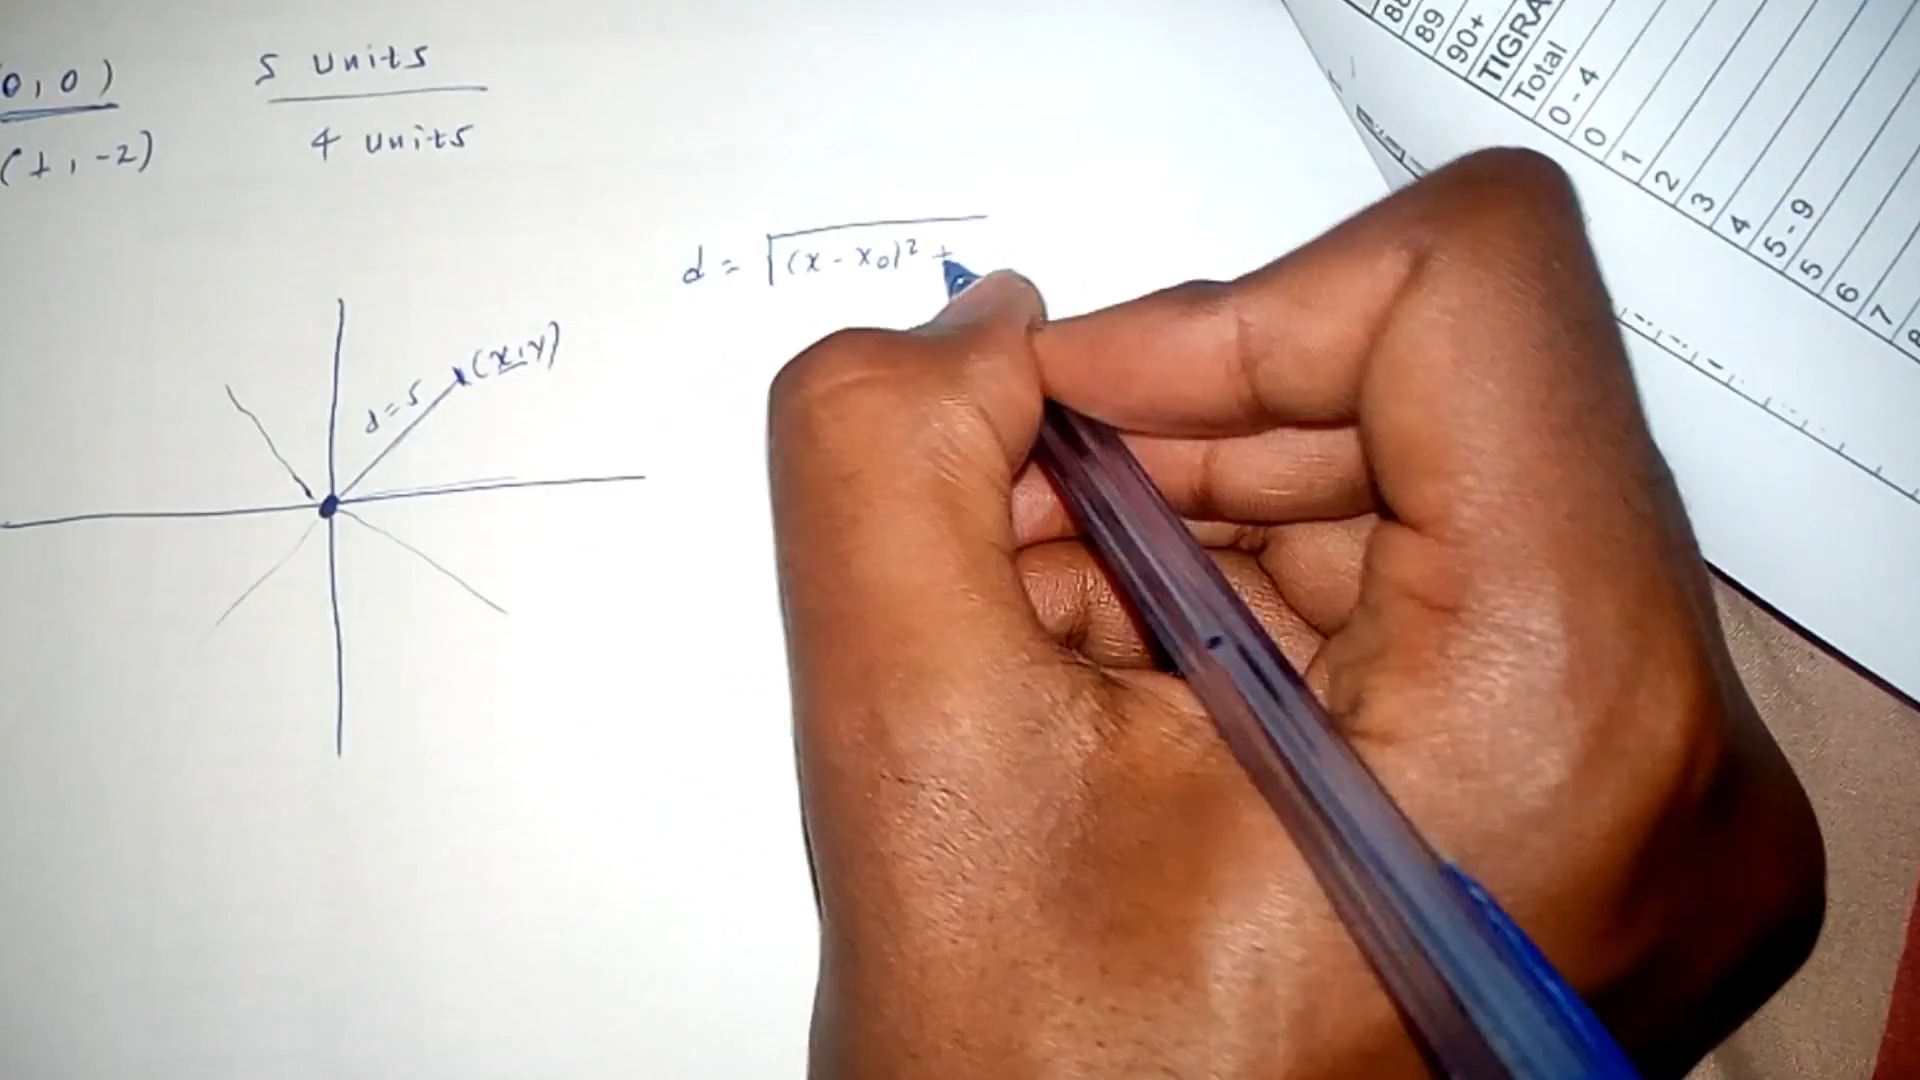 0, 0)
5 Units
(1, -2)
4 Units
d = √(x - x₀)² +
(x, y)
d = 5
89
90+
TIGRA
Total
0 - 4
0
1
2
3
4
5 - 9
5
6
7
8